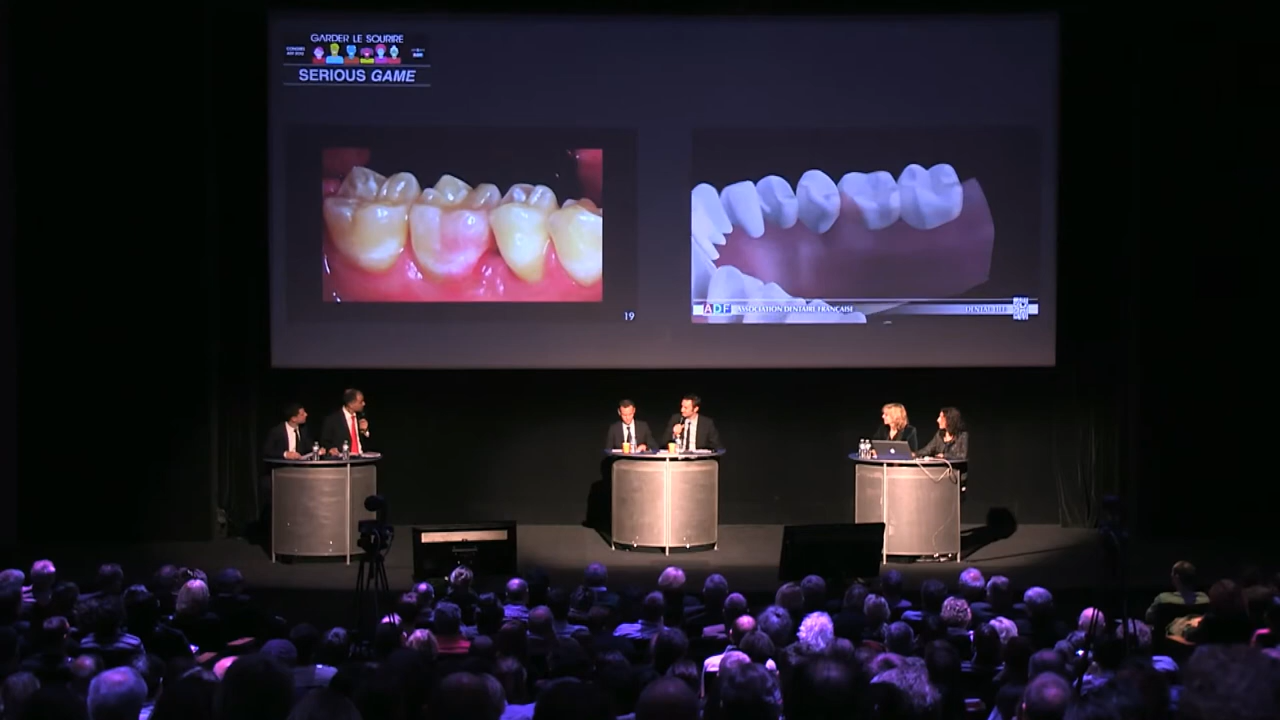 GARDER LE SOURIRE
SERIOUS GAME
19
ADF
ASSOCIATION DENTAIRE FRANÇAISE